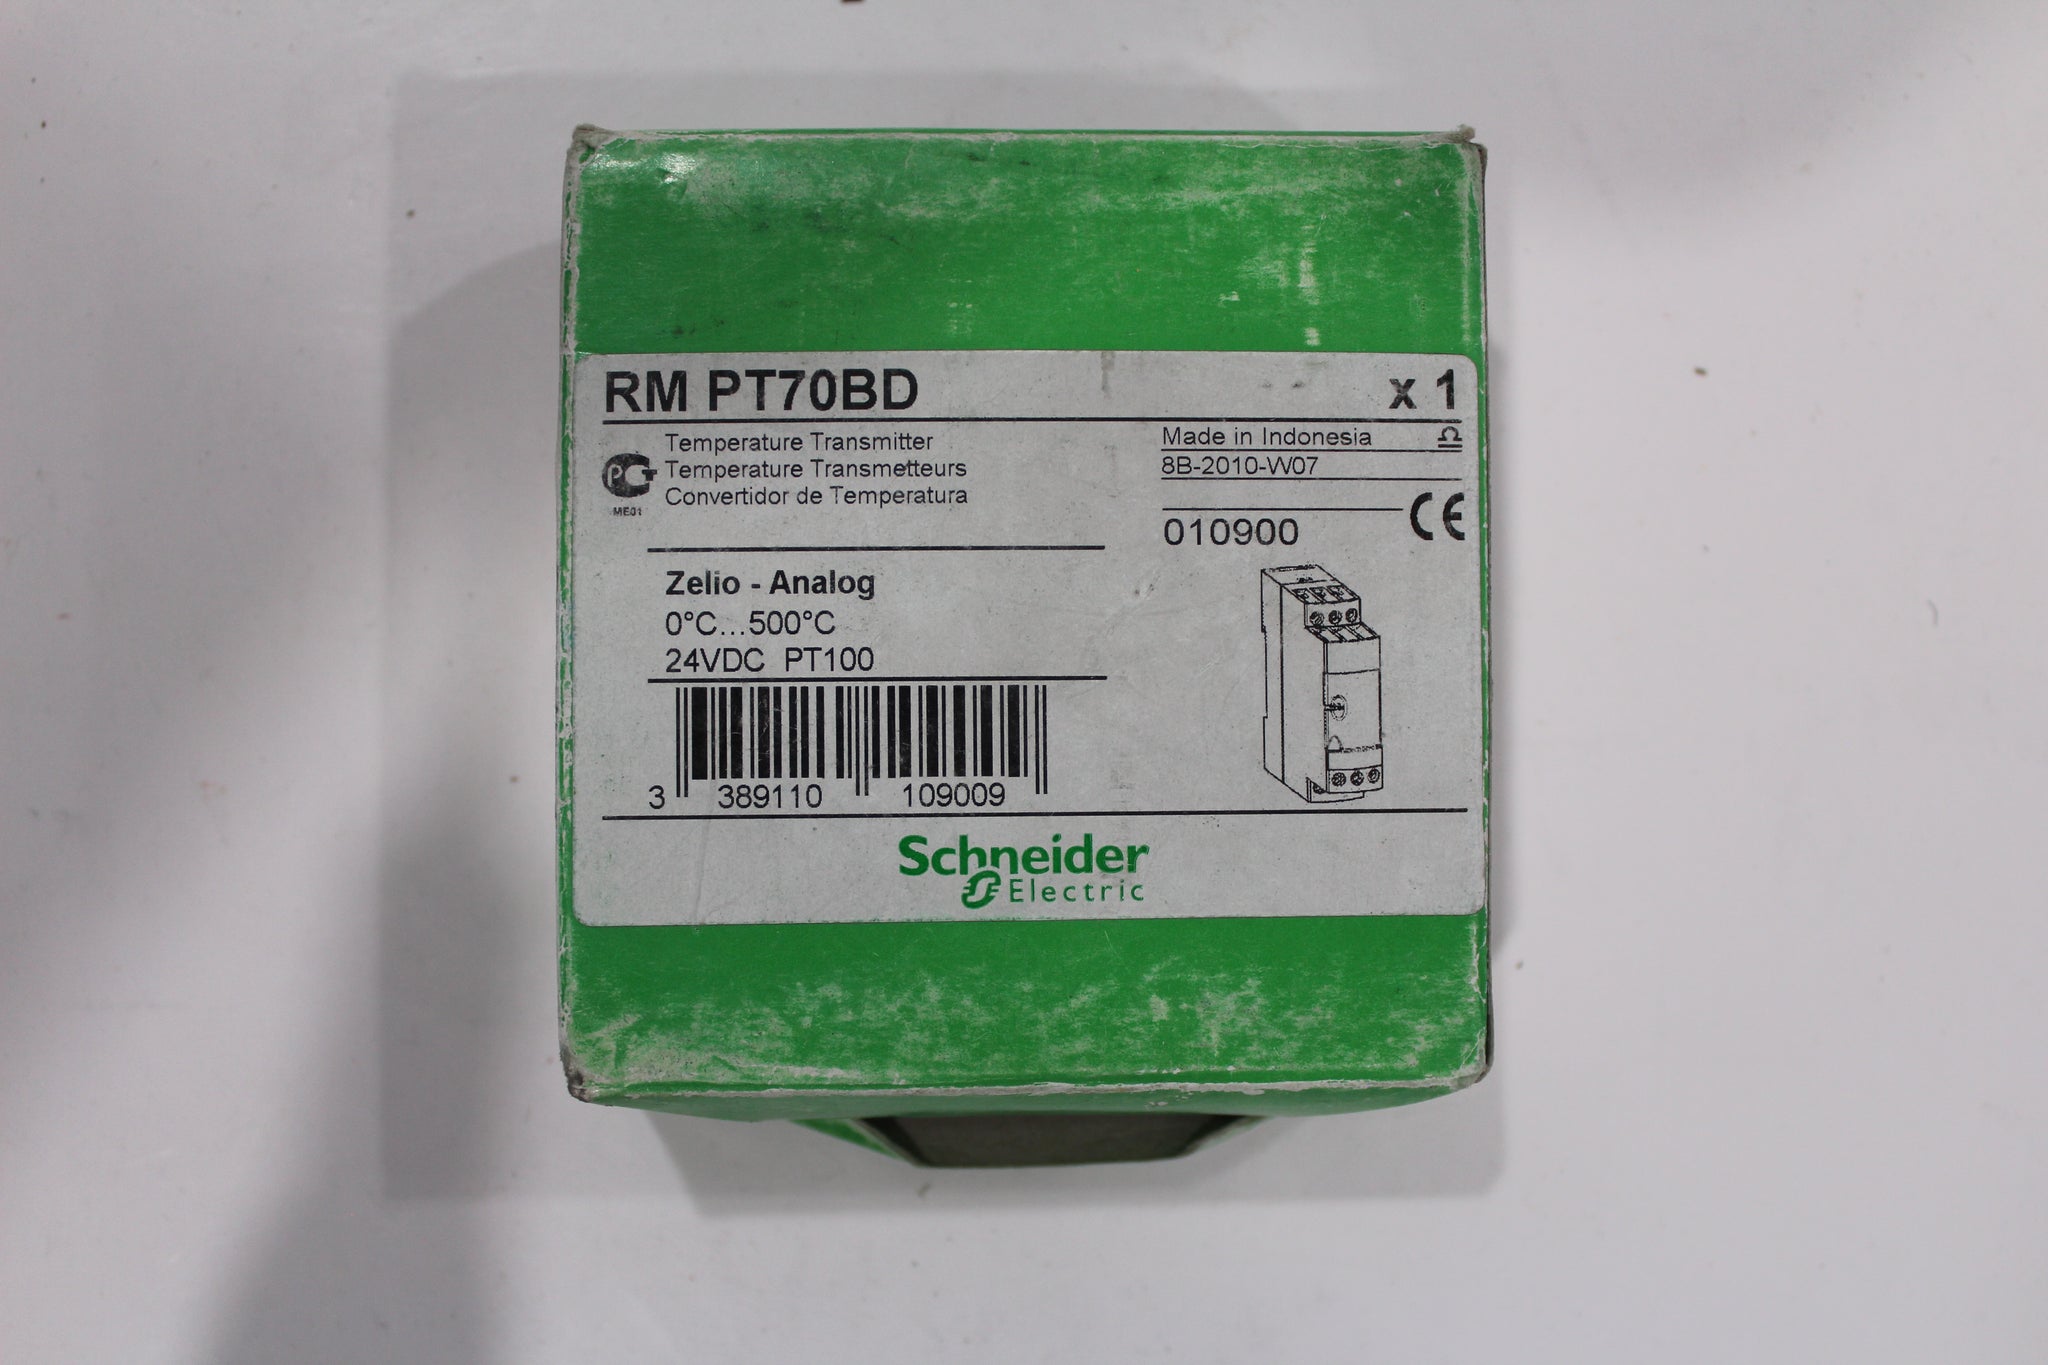 RM PT70BD x 1
Temperature Transmitter
Temperature Transmetteurs
Convertidor de Temperatura
PCT
ME01
Made in Indonesia
8B-2010-W07
010900
CE
Zelio - Analog
0°C...500°C
24VDC PT100
3 389110 109009
Schneider
Electric